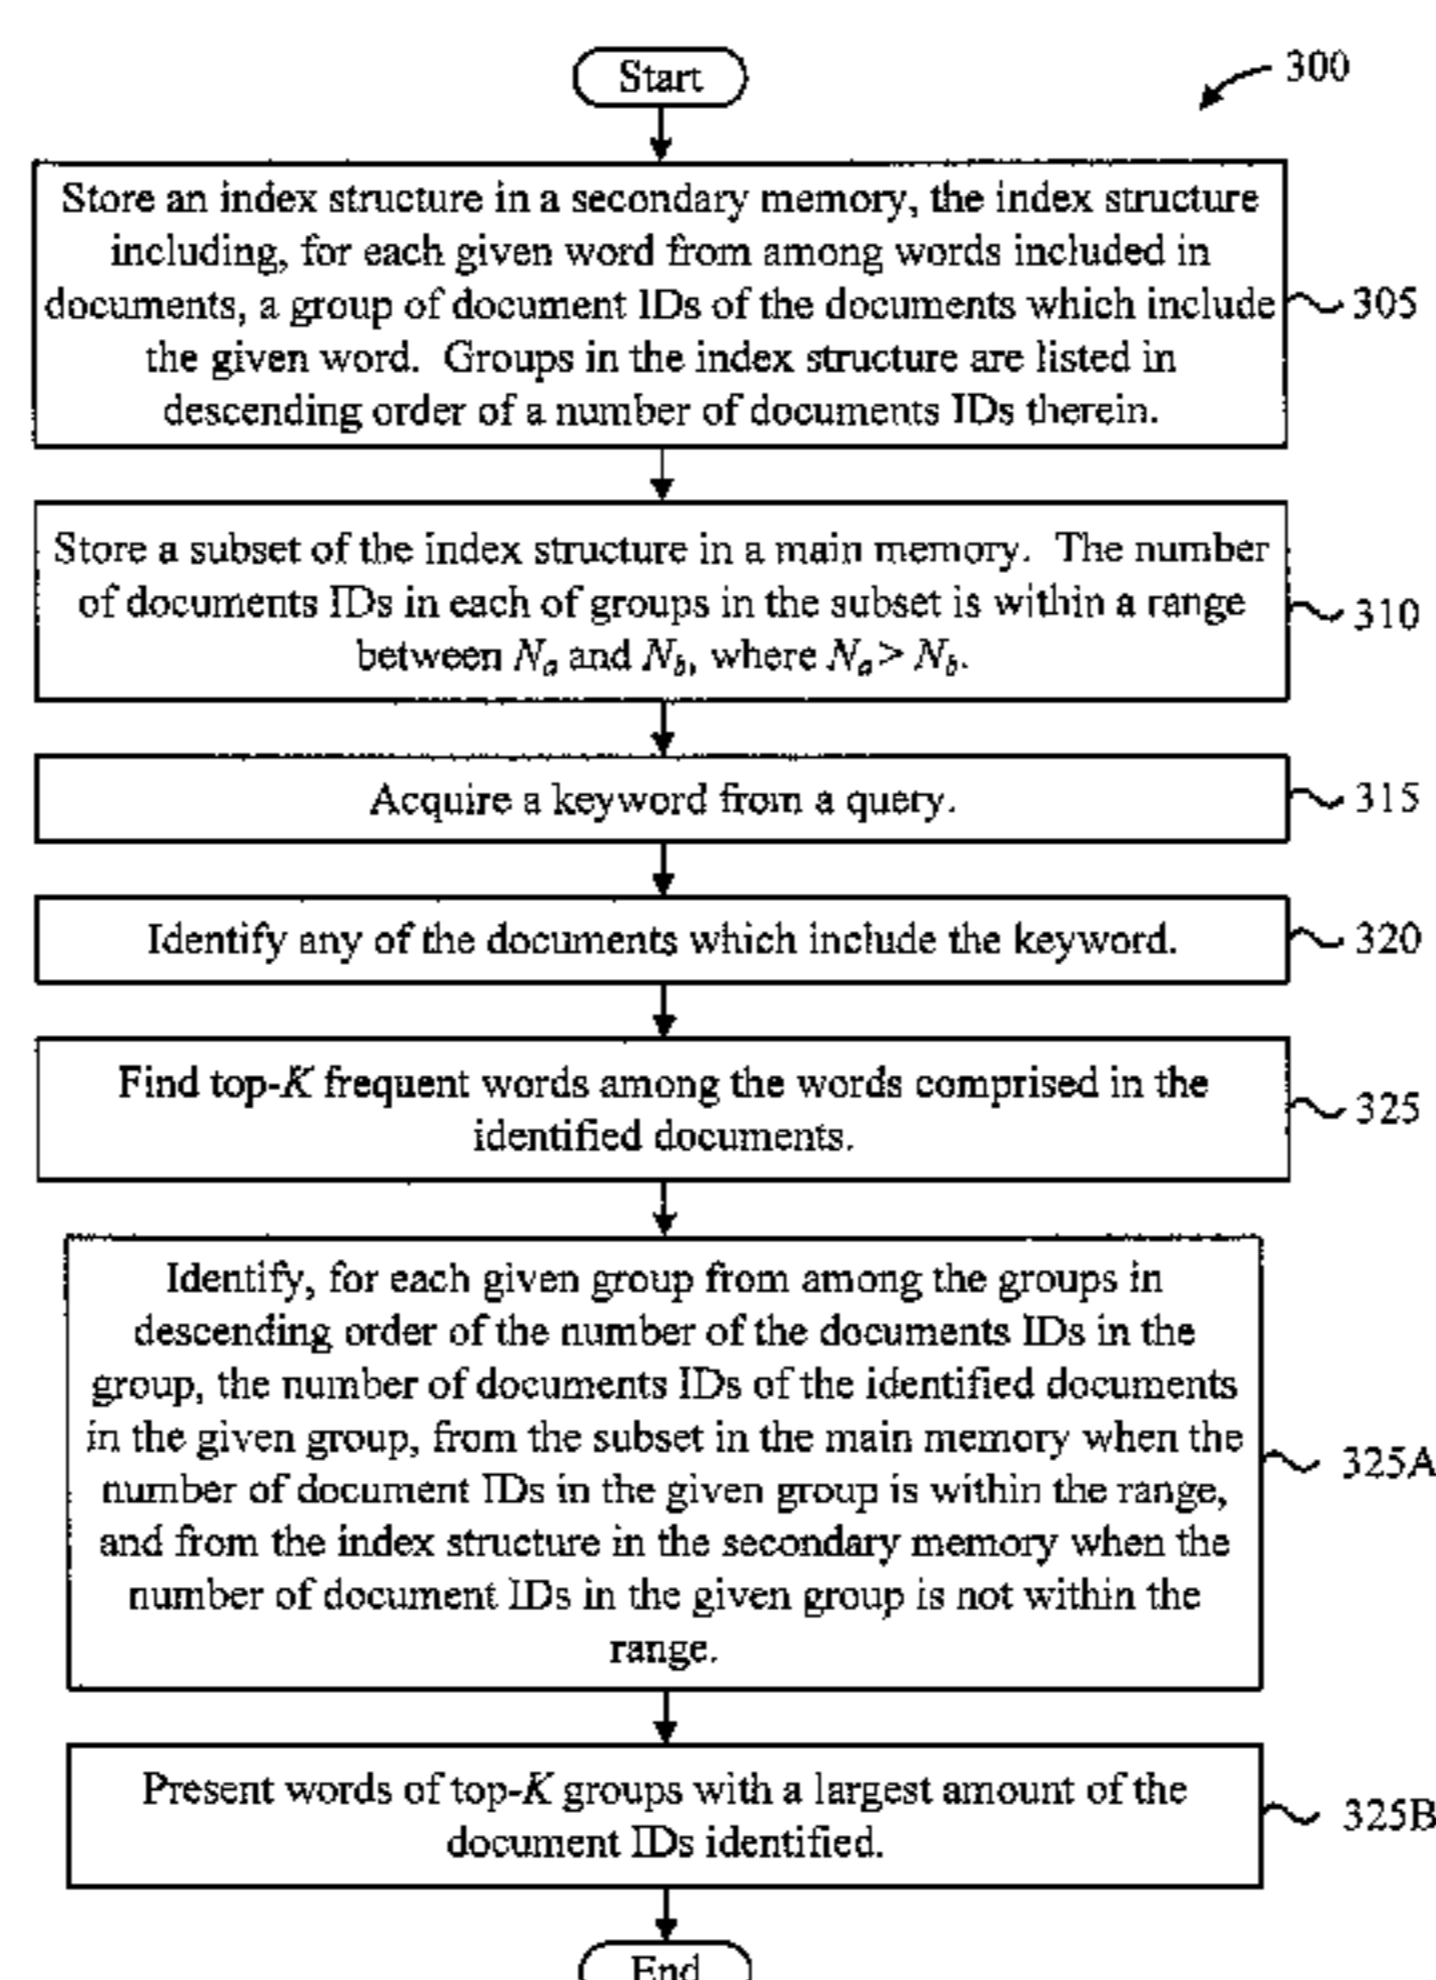 Start
300
Store an index structure in a secondary memory, the index structure
including, for each given word from among words included in
documents, a group of document IDs of the documents which include
the given word. Groups in the index structure are listed in
descending order of a number of documents IDs therein.
305
Store a subset of the index structure in a main memory. The number
of documents IDs in each of groups in the subset is within a range
between Na and Nb, where Na > Nb.
310
Acquire a keyword from a query.
315
Identify any of the documents which include the keyword.
320
Find top-K frequent words among the words comprised in the
identified documents.
325
Identify, for each given group from among the groups in
descending order of the number of the documents IDs in the
group, the number of documents IDs of the identified documents
in the given group, from the subset in the main memory when the
number of document IDs in the given group is within the range,
and from the index structure in the secondary memory when the
number of document IDs in the given group is not within the
range.
325A
Present words of top-K groups with a largest amount of the
document IDs identified.
325B
End